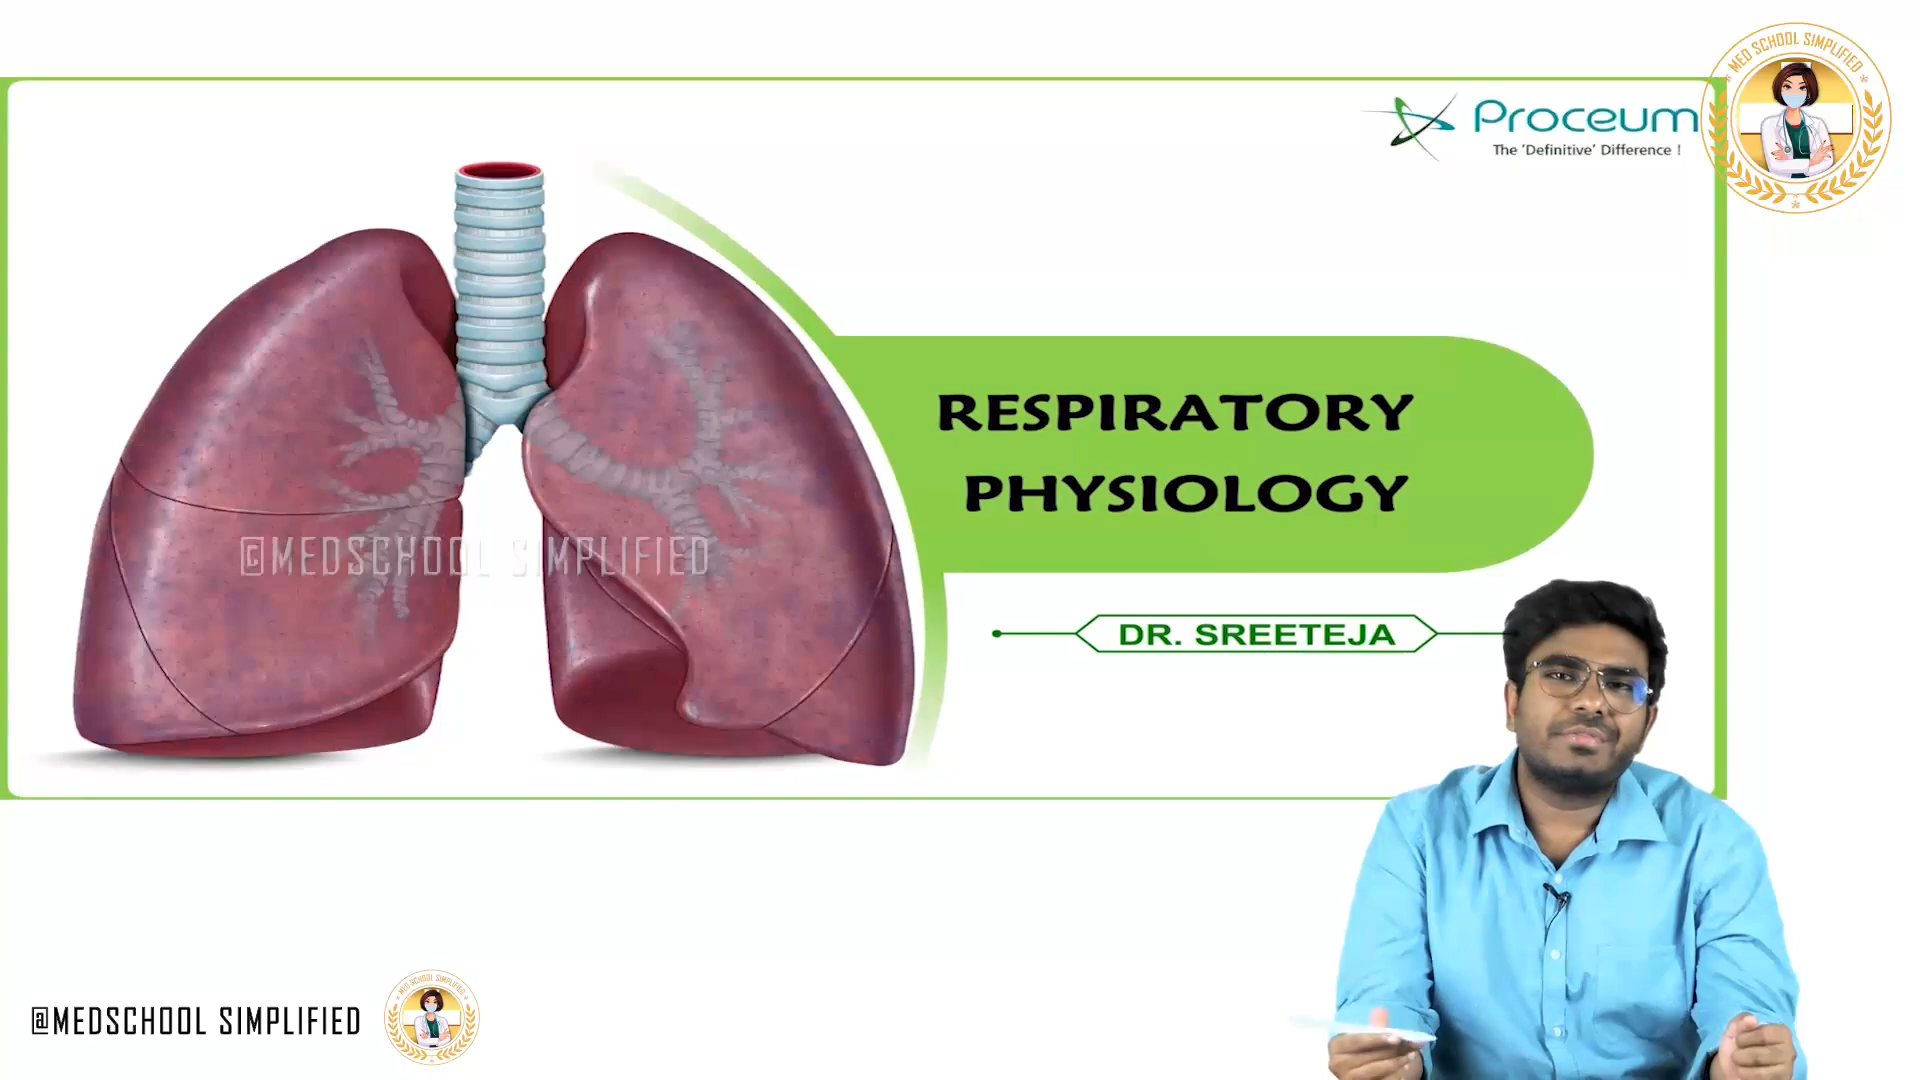 MED SCHOOL SIMPLIFIED
Proceum
The 'Definitive' Difference !
RESPIRATORY
PHYSIOLOGY
@MEDSCHOOL SIMPLIFIED
DR. SREETEJA
@MEDSCHOOL SIMPLIFIED
MED SCHOOL SIMPLIFIED